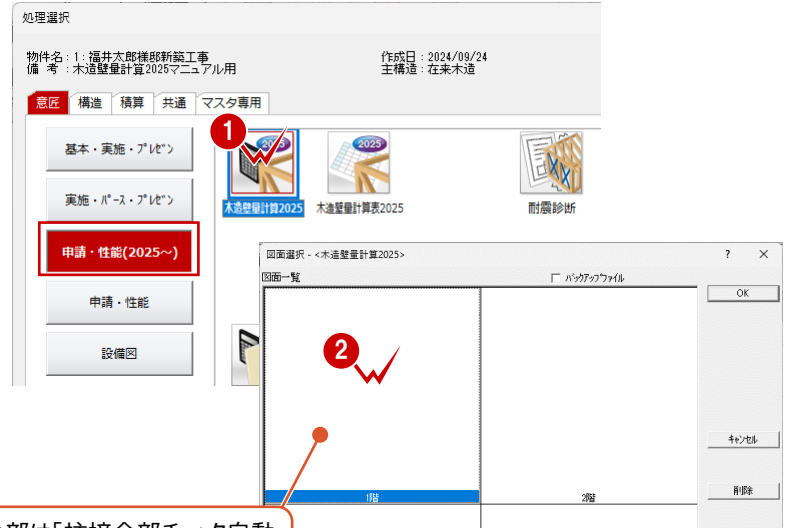 処理選択
物件名：1：福井太郎様邸新築工事
備 考 ：木造壁量計算2025マニュアル用
作成日：2024/09/24
主構造：在来木造
意匠 構造 積算 共通 マスタ専用
基本・実施・ﾌﾟﾚｾﾞﾝ
実施・ﾊﾟｰｽ・ﾌﾟﾚｾﾞﾝ
申請・性能(2025～)
申請・性能
設備図
1
2025
木造壁量計算2025
2025
木造壁量計算表2025
耐震診断
図面選択 - <木造壁量計算2025>
? ×
図面一覧
ﾊﾞｯｸｱｯﾌﾟﾌｧｲﾙ
OK
キャンセル
削除
2
1階
2階